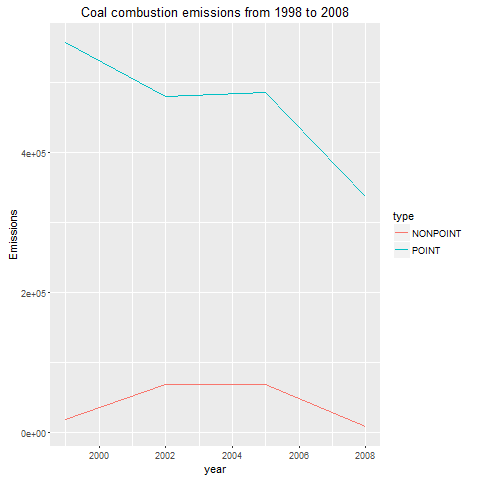 Coal combustion emissions from 1998 to 2008
Emissions
4e+05
2e+05
0e+00
2000 2002 2004 2006 2008
year
type
NONPOINT
POINT